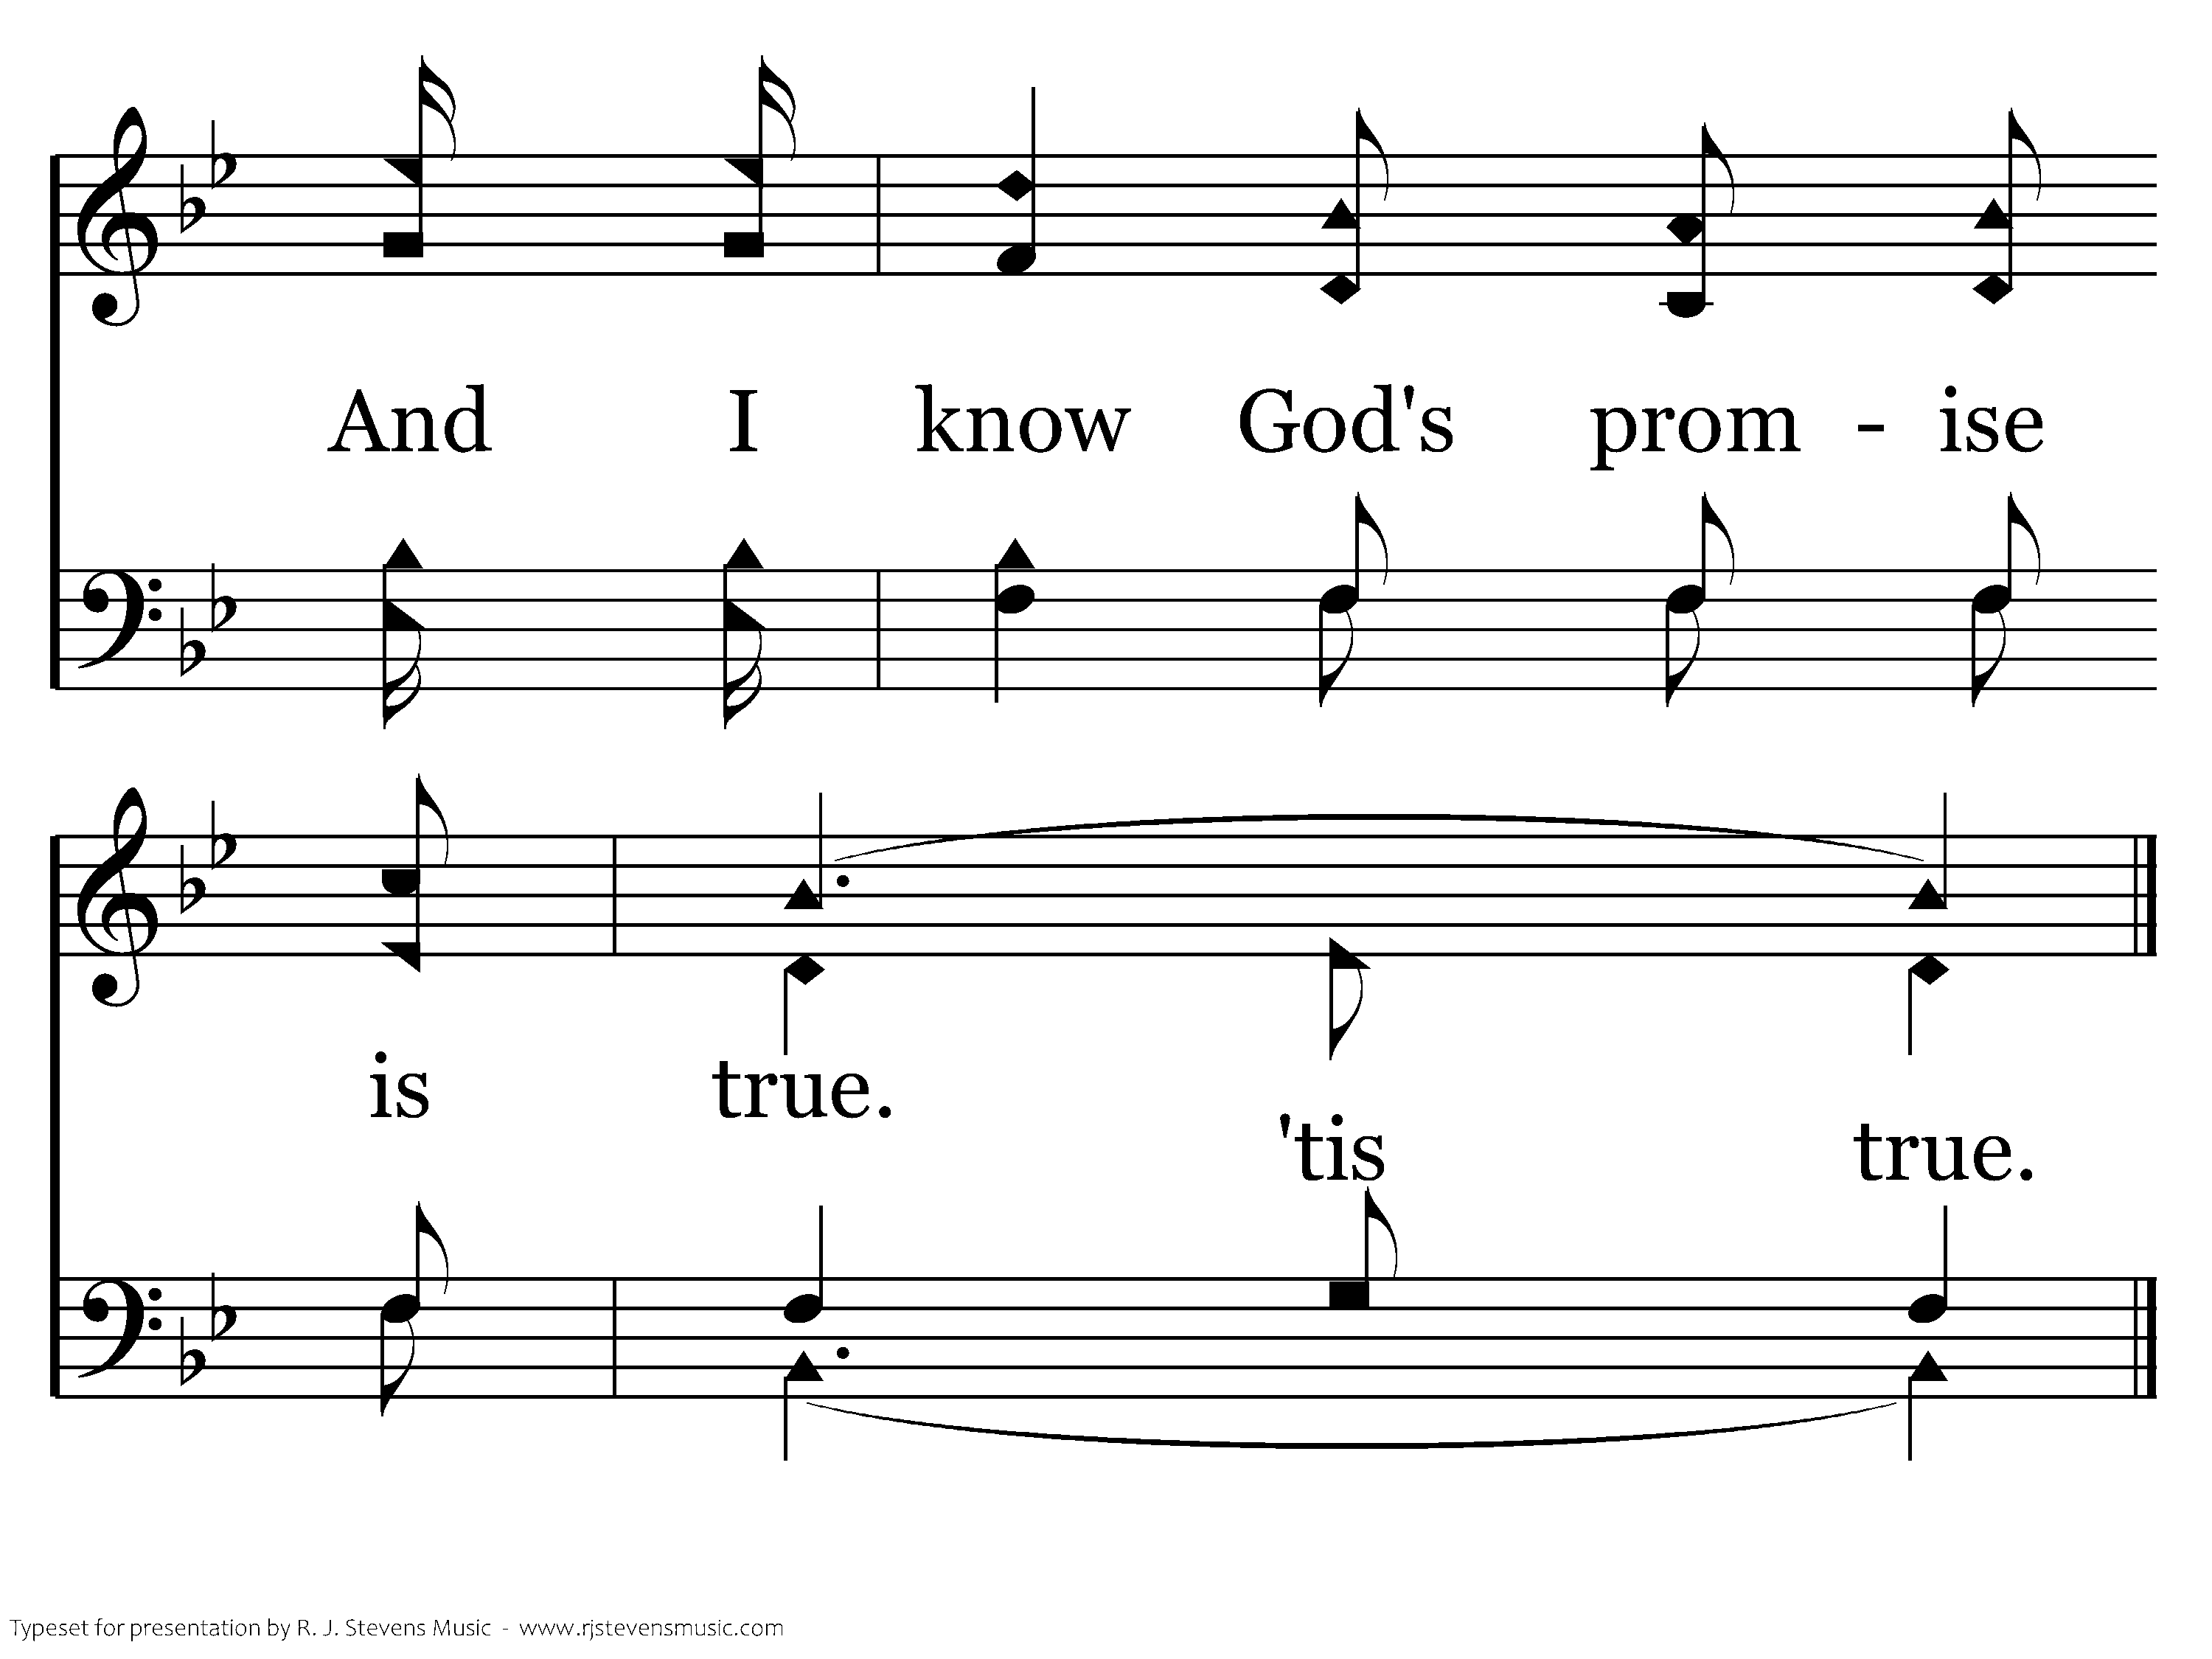 And I know God's prom - ise
is true.
'tis true.
Typeset for presentation by R. J. Stevens Music - www.rjstevensmusic.com